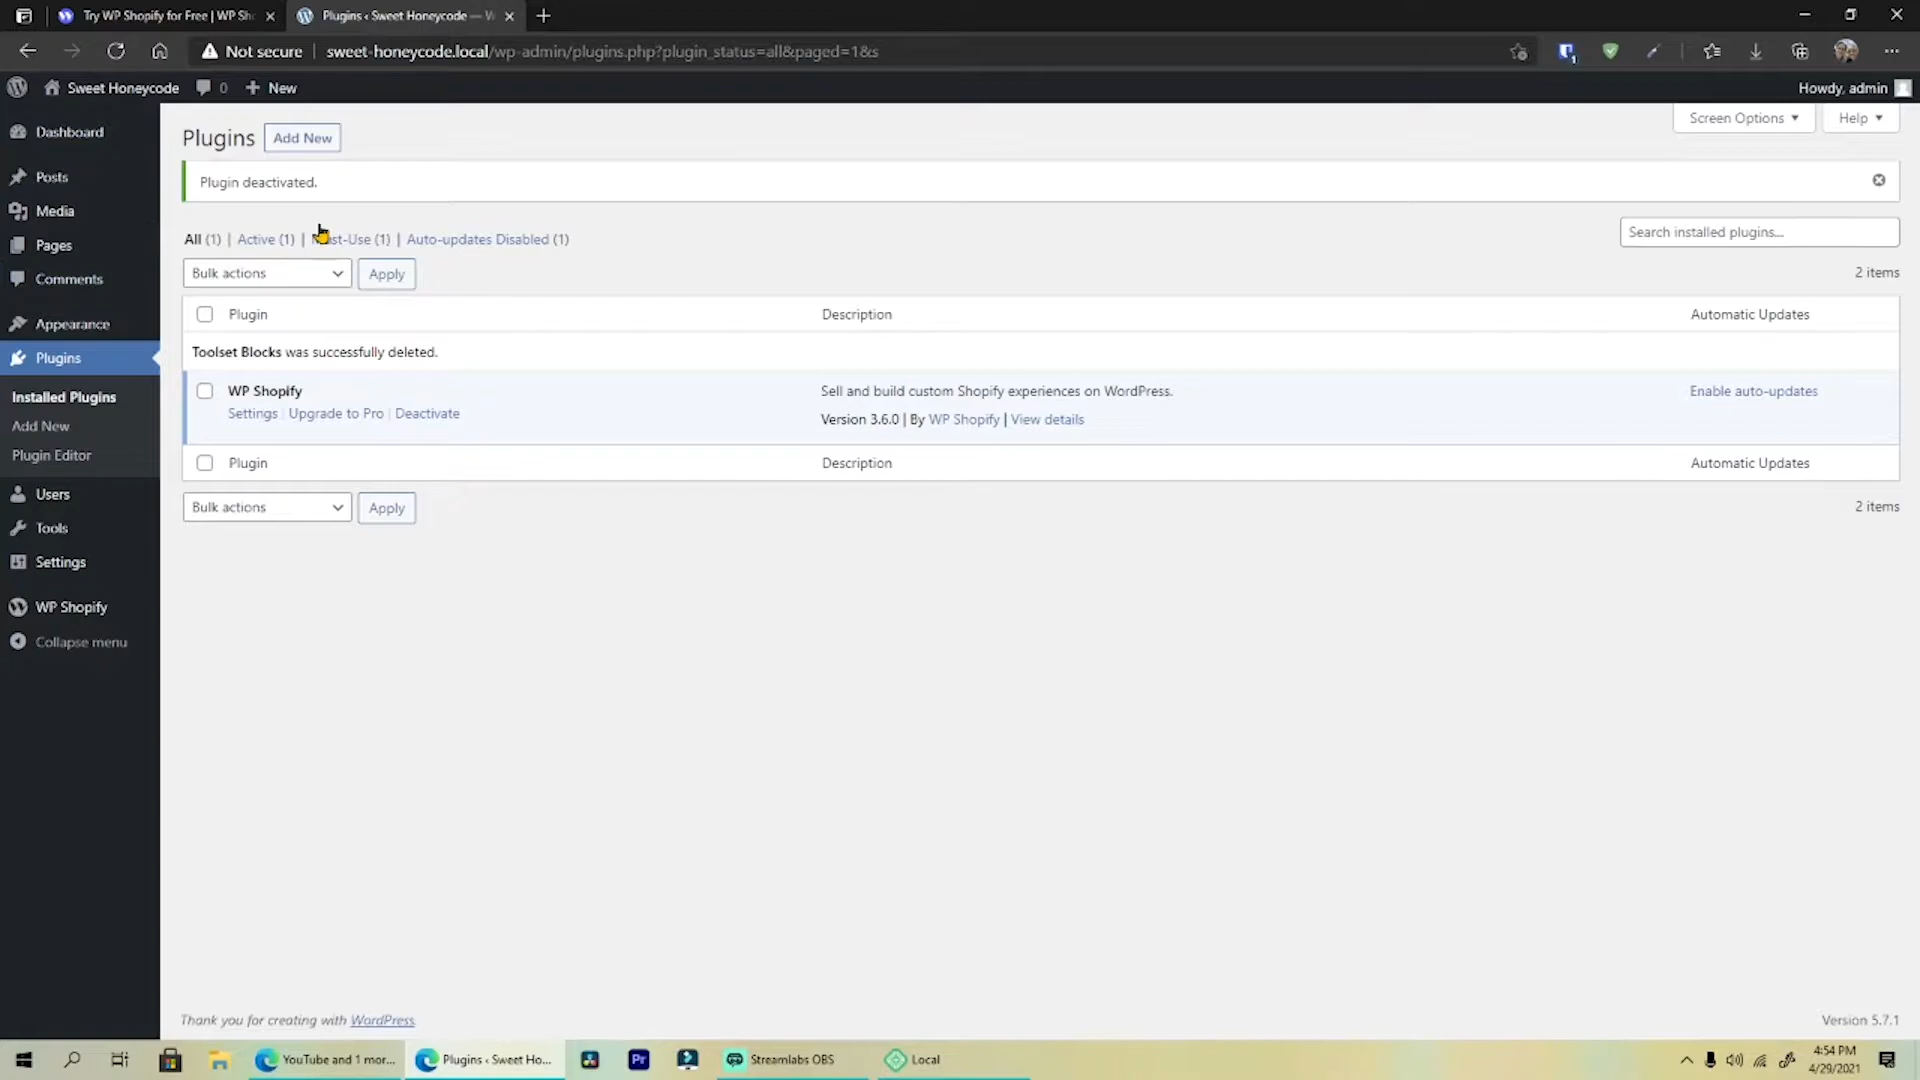 Try WP Shopify for Free | WP Sh
Plugins ‹ Sweet Honeycode — W
Not secure | sweet-honeycode.local/wp-admin/plugins.php?plugin_status=all&paged=1&s
Sweet Honeycode 0 + New
Howdy, admin
Dashboard
Posts
Media
Pages
Comments
Appearance
Plugins
Installed Plugins
Add New
Plugin Editor
Users
Tools
Settings
WP Shopify
Collapse menu
Screen Options
Help
Plugins Add New
Plugin deactivated.
All (1) | Active (1) | Must-Use (1) | Auto-updates Disabled (1)
Search installed plugins...
Bulk actions Apply
2 items
Plugin Description Automatic Updates
Toolset Blocks was successfully deleted.
WP Shopify
Settings | Upgrade to Pro | Deactivate
Sell and build custom Shopify experiences on WordPress.
Version 3.6.0 | By WP Shopify | View details
Enable auto-updates
Plugin Description Automatic Updates
Bulk actions Apply
2 items
Thank you for creating with WordPress.
Version 5.7.1
YouTube and 1 mor...
Plugins ‹ Sweet Ho...
Pr
Streamlabs OBS
Local
4:54 PM
4/29/2021